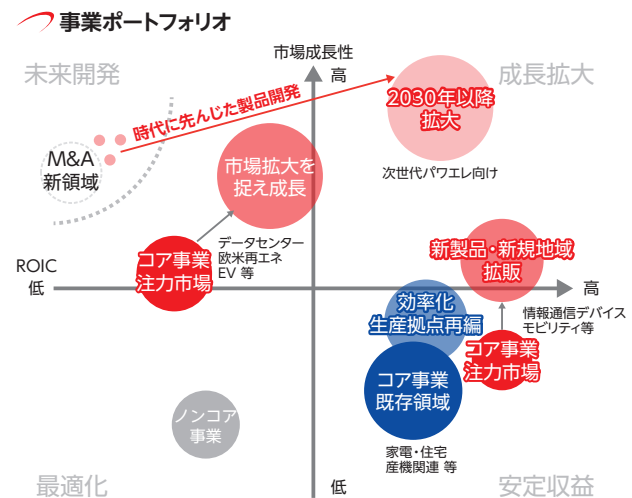 事業ポートフォリオ
市場成長性
高
未来開発
成長拡大
時代に先んじた製品開発
2030年以降
拡大
次世代パワエレ向け
M&A
新領域
市場拡大を
捉え成長
データセンター
欧米再エネ
EV 等
コア事業
注力市場
ROIC
低
高
新製品・新規地域
拡販
情報通信デバイス
モビリティ等
効率化
生産拠点再編
コア事業
注力市場
コア事業
既存領域
家電・住宅
産機関連 等
ノンコア
事業
最適化
低
安定収益